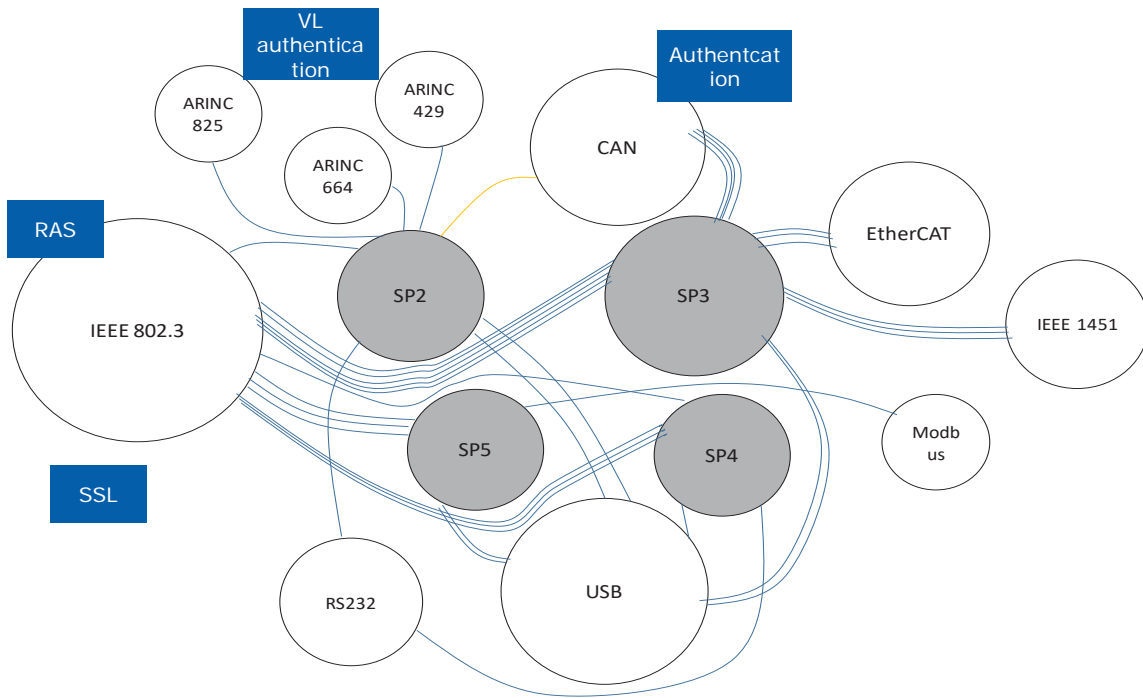 VL
authentica
tion
Authentcat
ion
ARINC
825
ARINC
429
ARINC
664
CAN
RAS
EtherCAT
SP2
SP3
IEEE 802.3
IEEE 1451
Modb
us
SP5
SP4
SSL
USB
RS232